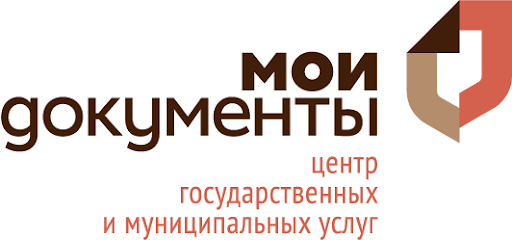 мои
документы
центр
государственных
и муниципальных услуг